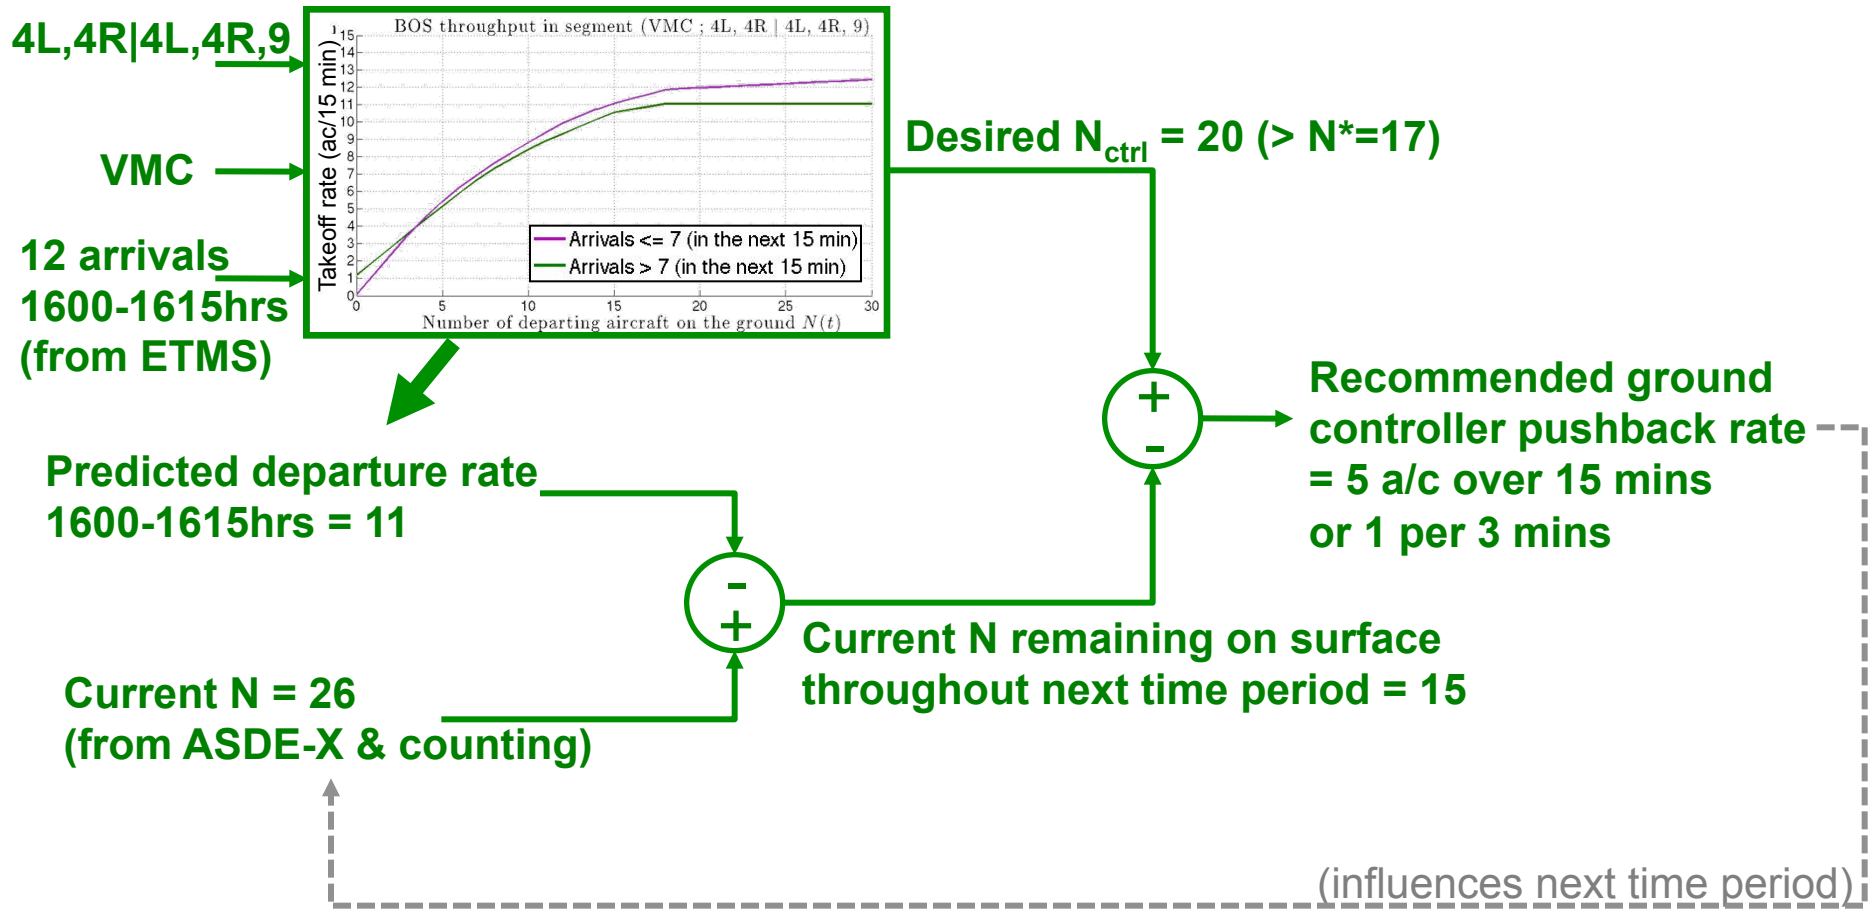 4L,4R|4L,4R,9
VMC
12 arrivals
1600-1615hrs
(from ETMS)
BOS throughput in segment (VMC ; 4L, 4R | 4L, 4R, 9)
Takeoff rate (ac/15 min)
15
14
13
12
11
10
9
8
7
6
5
4
3
2
1
0
Arrivals <= 7 (in the next 15 min)
Arrivals > 7 (in the next 15 min)
0 5 10 15 20 25 30
Number of departing aircraft on the ground N(t)
Desired Nctrl = 20 (> N*=17)
+
-
Recommended ground
controller pushback rate
= 5 a/c over 15 mins
or 1 per 3 mins
Predicted departure rate
1600-1615hrs = 11
-
+
Current N remaining on surface
throughout next time period = 15
Current N = 26
(from ASDE-X & counting)
(influences next time period)